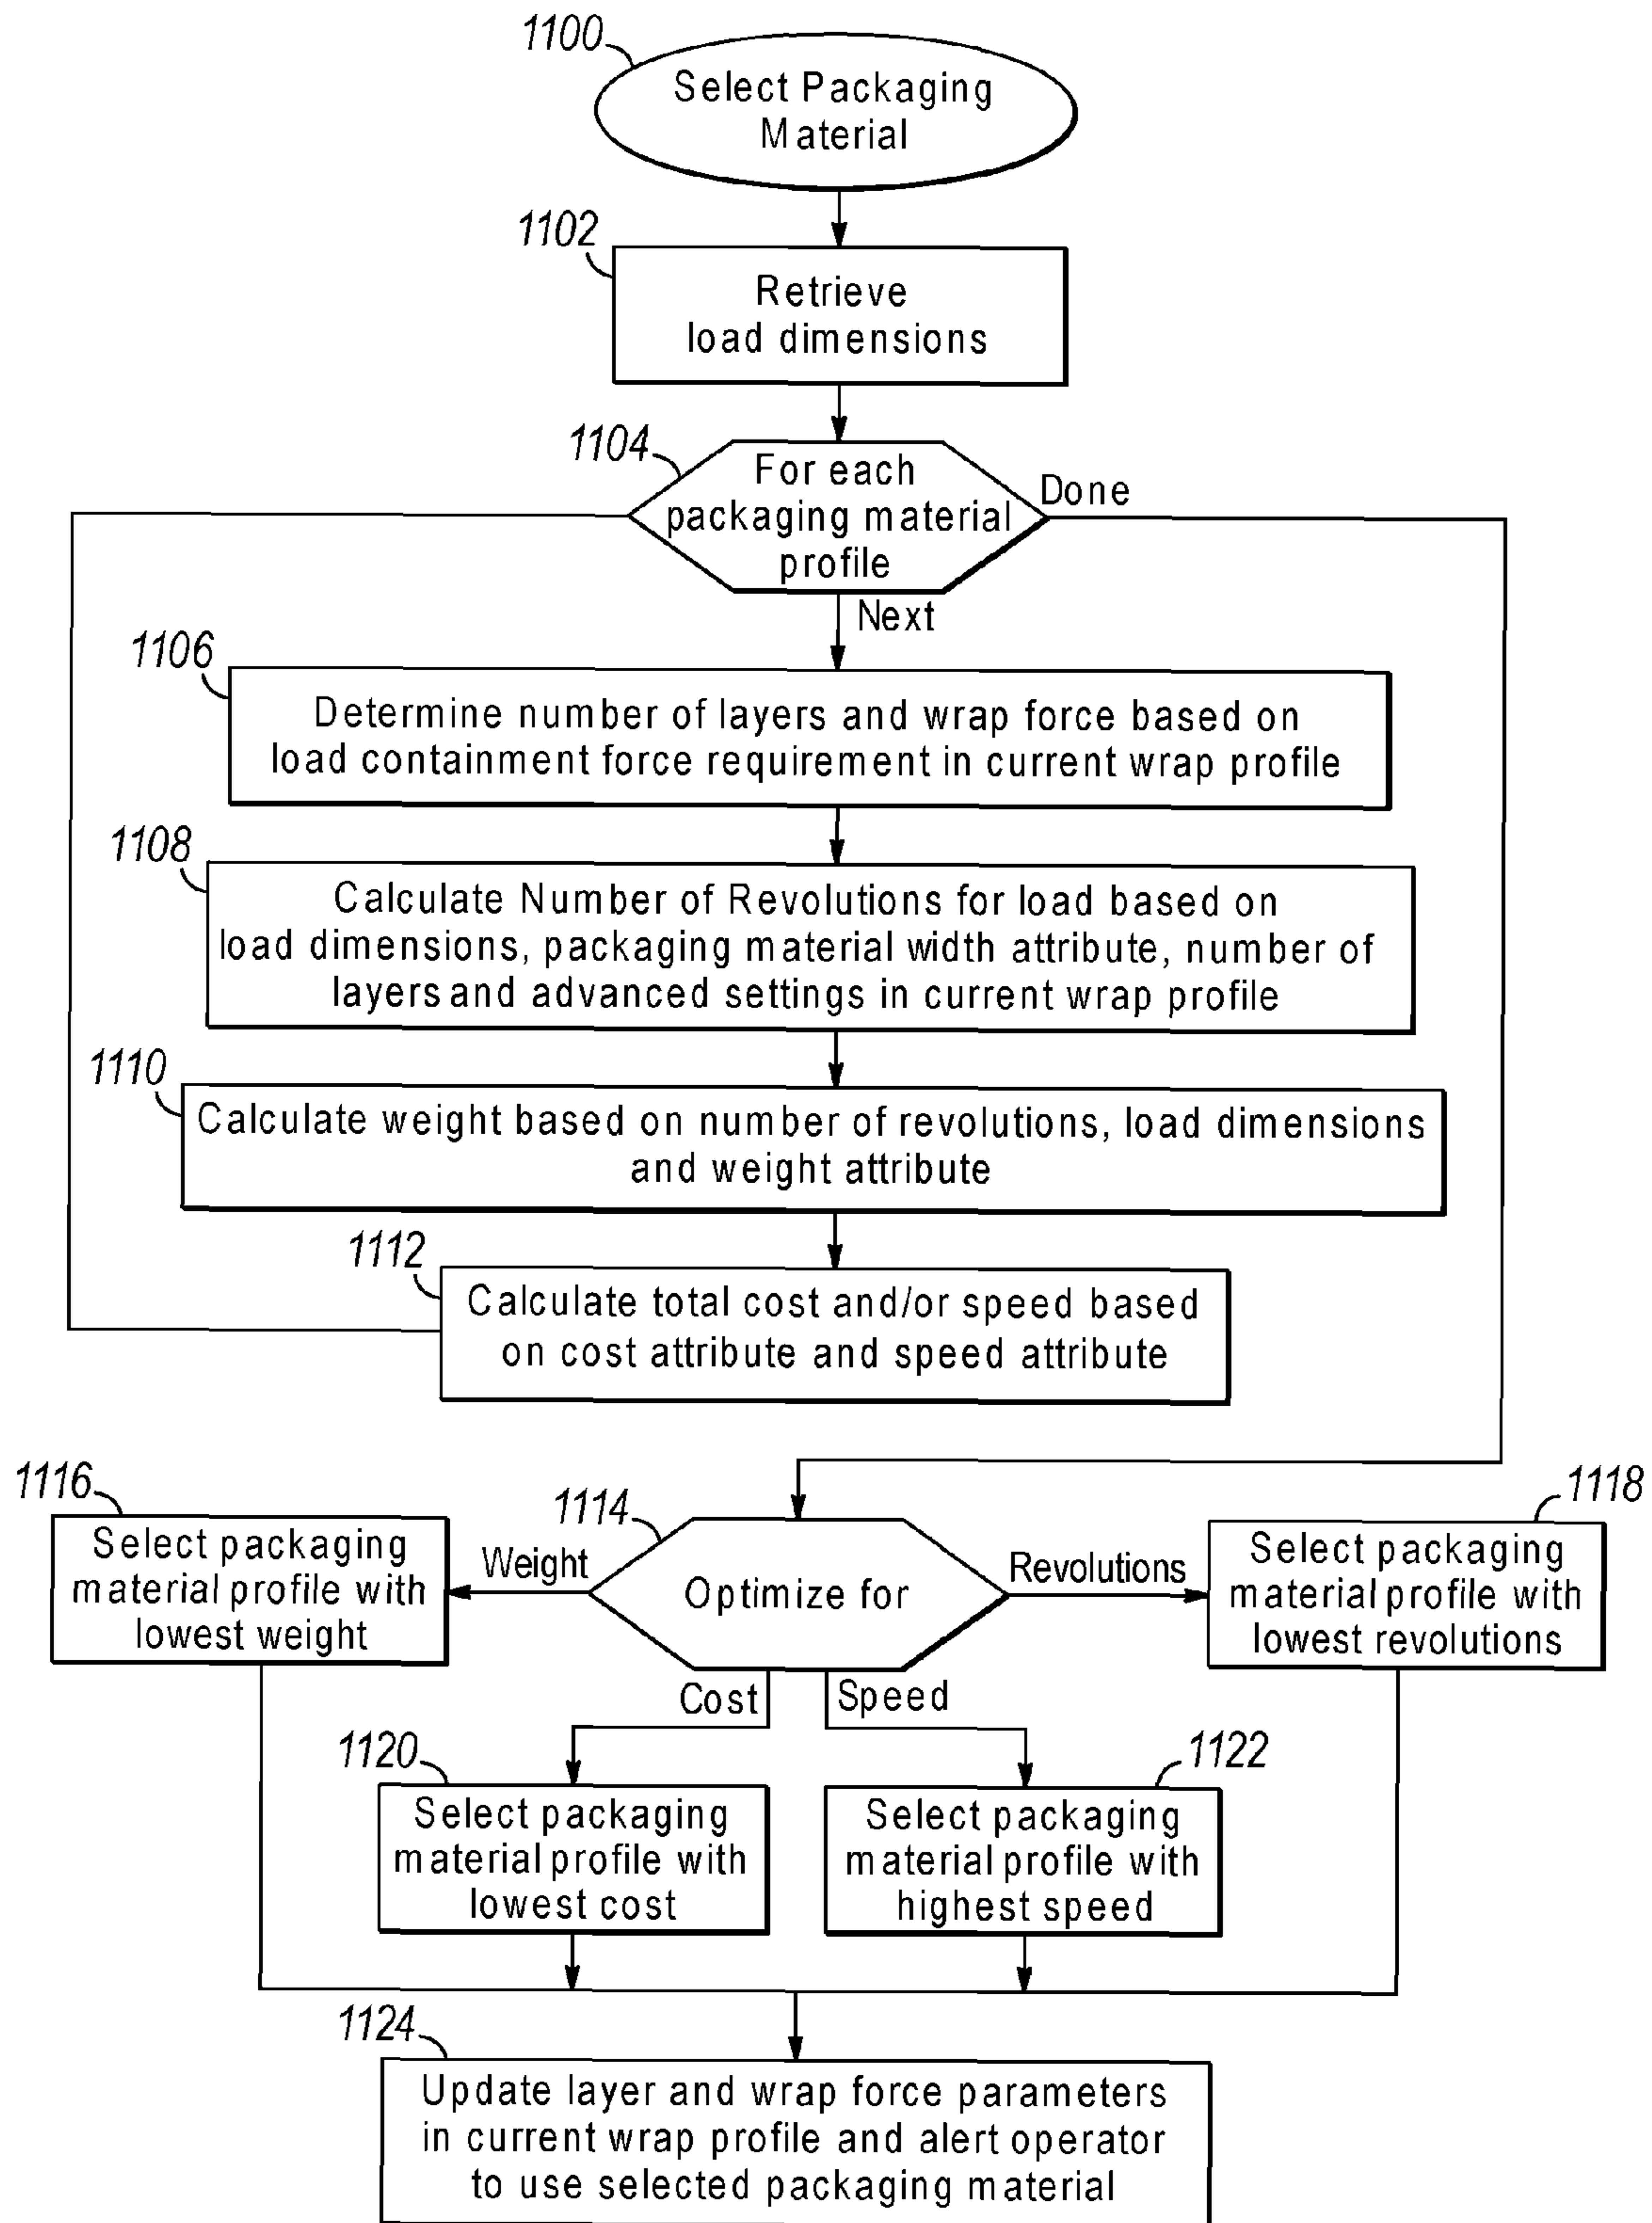 1100
Select Packaging
Material
1102
Retrieve
load dimensions
1104
For each
packaging material
profile
Done
Next
1106
Determine number of layers and wrap force based on
load containment force requirement in current wrap profile
1108
Calculate Number of Revolutions for load based on
load dimensions, packaging material width attribute, number of
layers and advanced settings in current wrap profile
1110
Calculate weight based on number of revolutions, load dimensions
and weight attribute
1112
Calculate total cost and/or speed based
on cost attribute and speed attribute
1116
Select packaging
material profile with
lowest weight
Weight
1114
Optimize for
Revolutions
1118
Select packaging
material profile with
lowest revolutions
Cost
Speed
1120
Select packaging
material profile with
lowest cost
1122
Select packaging
material profile with
highest speed
1124
Update layer and wrap force parameters
in current wrap profile and alert operator
to use selected packaging material